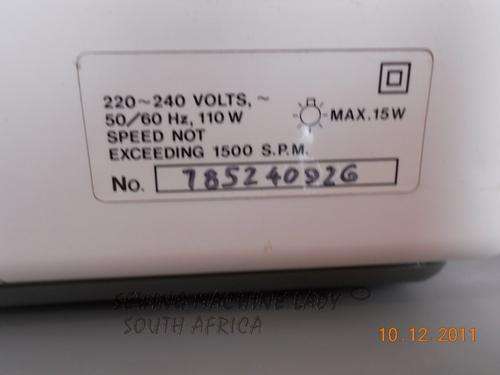 220~240 VOLTS, ~
50/60 Hz, 110 W
MAX. 15W
SPEED NOT
EXCEEDING 1500 S.P.M.
No. 785240926
SEWING MACHINE LADY ©
SOUTH AFRICA
10.12.2011